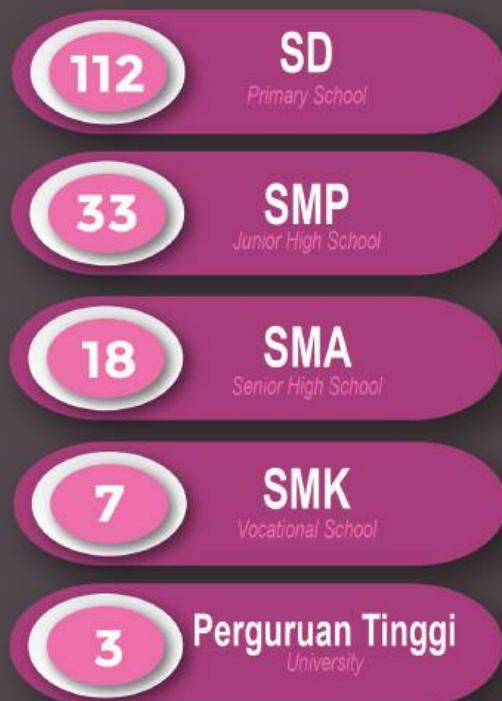 112
SD
Primary School
33
SMP
Junior High School
18
SMA
Senior High School
7
SMK
Vocational School
3
Perguruan Tinggi
University